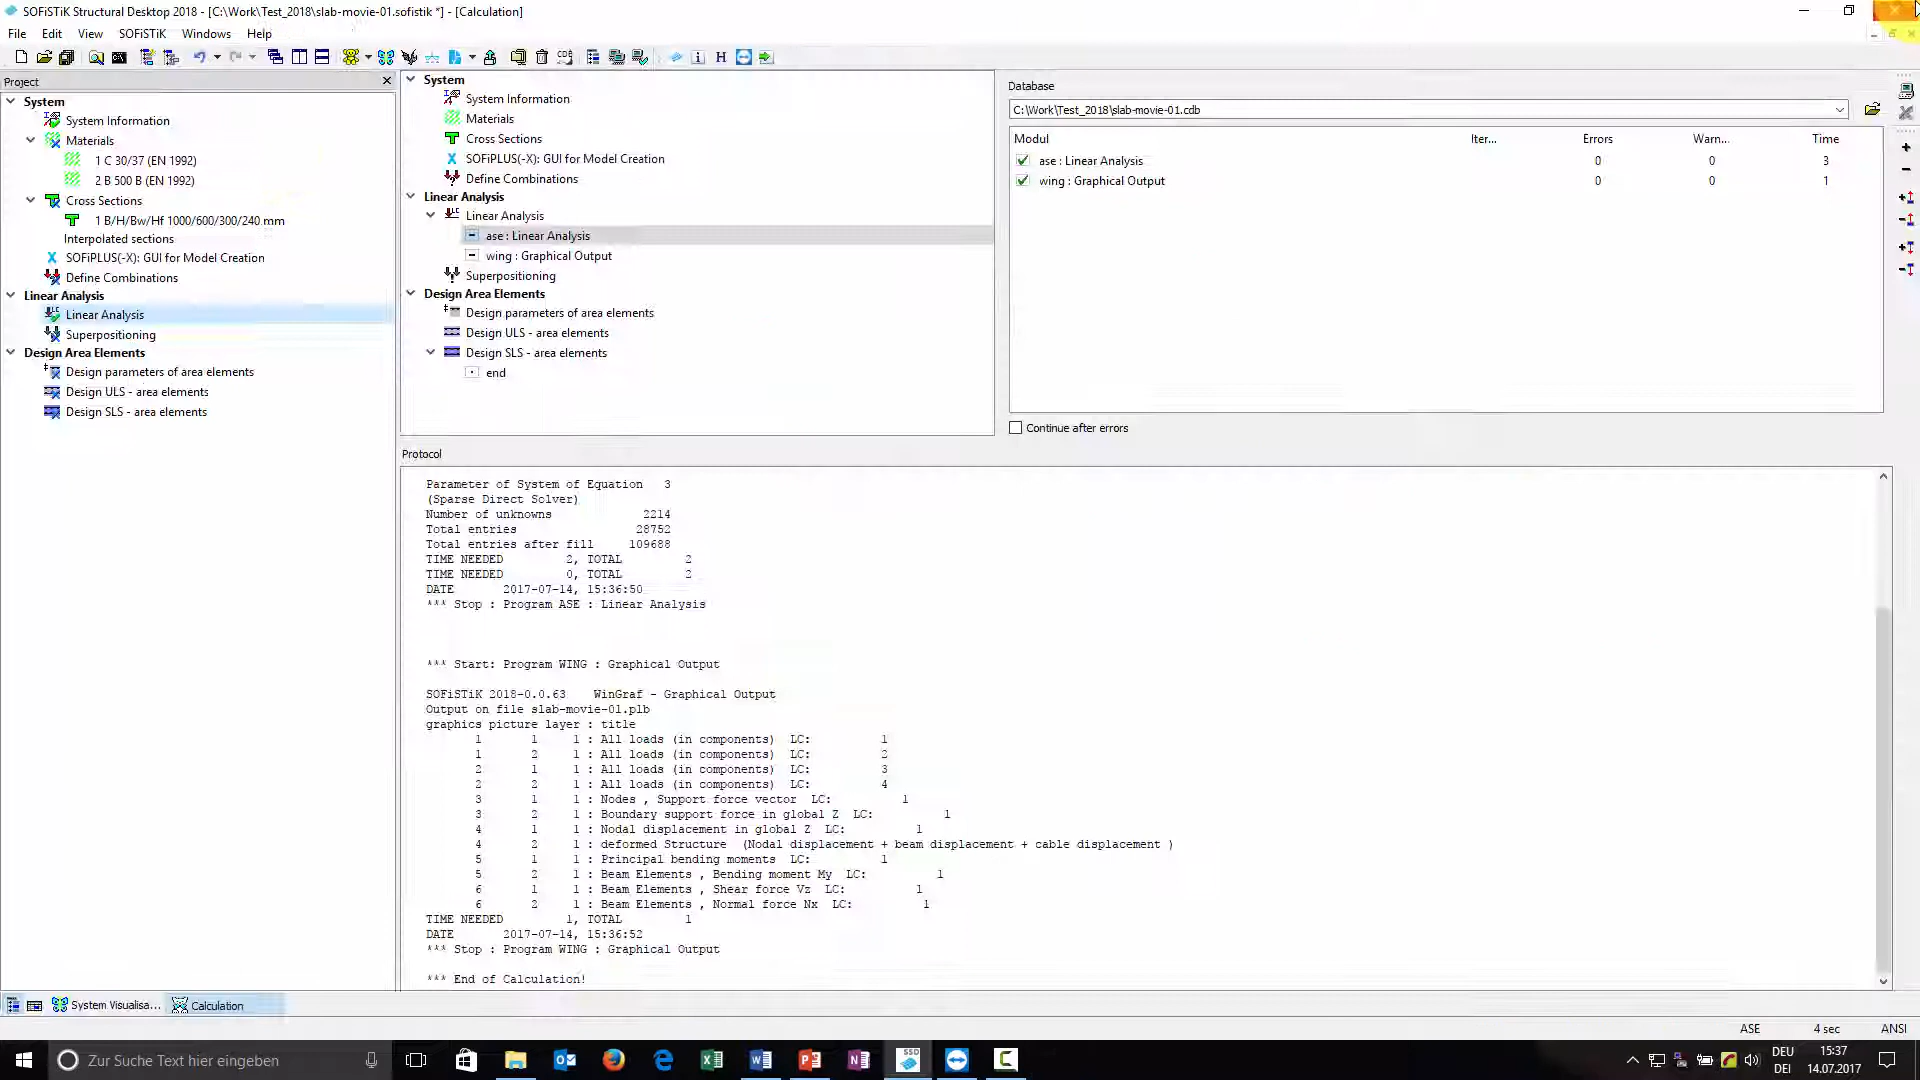 SOFiSTiK Structural Desktop 2018 - [C:\Work\Test_2018\slab-movie-01.sofistik *] - [Calculation]
File Edit View SOFiSTiK Windows Help
Project
System
System Information
Materials
1 C 30/37 (EN 1992)
2 B 500 B (EN 1992)
Cross Sections
1 B/H/Bw/Hf 1000/600/300/240 mm
Interpolated sections
SOFiPLUS(-X): GUI for Model Creation
Define Combinations
Linear Analysis
Linear Analysis
Superpositioning
Design Area Elements
Design parameters of area elements
Design ULS - area elements
Design SLS - area elements
System
System Information
Materials
Cross Sections
SOFiPLUS(-X): GUI for Model Creation
Define Combinations
Linear Analysis
Linear Analysis
ase : Linear Analysis
wing : Graphical Output
Superpositioning
Design Area Elements
Design parameters of area elements
Design ULS - area elements
Design SLS - area elements
end
Database
C:\Work\Test_2018\slab-movie-01.cdb
Modul Iter... Errors Warn... Time
ase : Linear Analysis 0 0 3
wing : Graphical Output 0 0 1
Continue after errors
Protocol
Parameter of System of Equation 3
(Sparse Direct Solver)
Number of unknowns 2214
Total entries 28752
Total entries after fill 109688
TIME NEEDED 2, TOTAL 2
TIME NEEDED 0, TOTAL 2
DATE 2017-07-14, 15:36:50
*** Stop : Program ASE : Linear Analysis
*** Start: Program WING : Graphical Output
SOFiSTiK 2018-0.0.63 WinGraf - Graphical Output
Output on file slab-movie-01.plb
graphics picture layer : title
1 1 1 : All loads (in components) LC: 1
1 2 1 : All loads (in components) LC: 2
2 1 1 : All loads (in components) LC: 3
2 2 1 : All loads (in components) LC: 4
3 1 1 : Nodes , Support force vector LC: 1
3 2 1 : Boundary support force in global Z LC: 1
4 1 1 : Nodal displacement in global Z LC: 1
4 2 1 : deformed Structure (Nodal displacement + beam displacement + cable displacement )
5 1 1 : Principal bending moments LC: 1
5 2 1 : Beam Elements , Bending moment My LC: 1
6 1 1 : Beam Elements , Shear force Vz LC: 1
6 2 1 : Beam Elements , Normal force Nx LC: 1
TIME NEEDED 1, TOTAL 1
DATE 2017-07-14, 15:36:52
*** Stop : Program WING : Graphical Output
*** End of Calculation!
System Visualisa... Calculation
ASE 4 sec ANSI
Zur Suche Text hier eingeben
DEU 15:37
DEI 14.07.2017